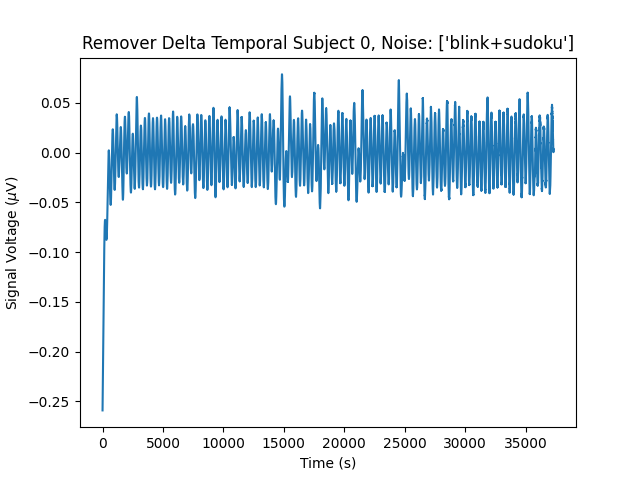 Remover Delta Temporal Subject 0, Noise: ['blink+sudoku']
0.05
0.00
−0.05
−0.10
−0.15
−0.20
−0.25
Signal Voltage (μV)
0 5000 10000 15000 20000 25000 30000 35000
Time (s)